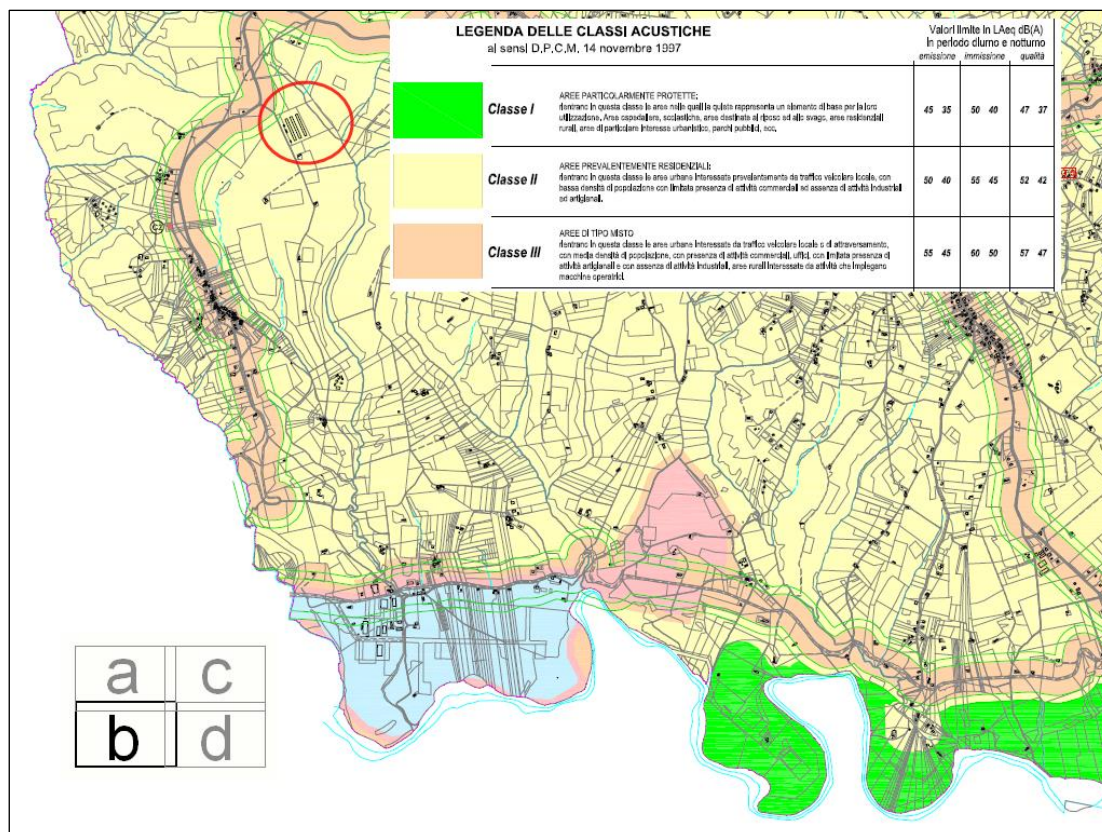 LEGENDA DELLE CLASSI ACUSTICHE
ai sensi D.P.C.M. 14 novembre 1997
Valori limite in LAeq dB(A)
in periodo diurno e notturno
emissione immissione qualità
Classe I
AREE PARTICOLARMENTE PROTETTE:
rientrano in questa classe le aree nelle quali la quiete rappresenta un elemento di base per la loro
utilizzazione. Aree ospedaliere, scolastiche, aree destinate al riposo ed allo svago, aree residenziali
rurali, aree di particolare interesse urbanistico, parchi pubblici, ecc.
45 35 50 40 47 37
Classe II
AREE PREVALENTEMENTE RESIDENZIALI:
rientrano in questa classe le aree urbane interessate prevalentemente da traffico veicolare locale, con
bassa densità di popolazione con limitata presenza di attività commerciali ed assenza di attività industriali
ed artigianali.
50 40 55 45 52 42
Classe III
AREE DI TIPO MISTO
rientrano in questa classe le aree urbane interessate da traffico veicolare locale o di attraversamento,
con media densità di popolazione, con presenza di attività commerciali, uffici, con limitata presenza di
attività artigianali e con assenza di attività industriali, aree rurali interessate da attività che impiegano
macchine operatrici.
55 45 60 50 57 47
a c
b d